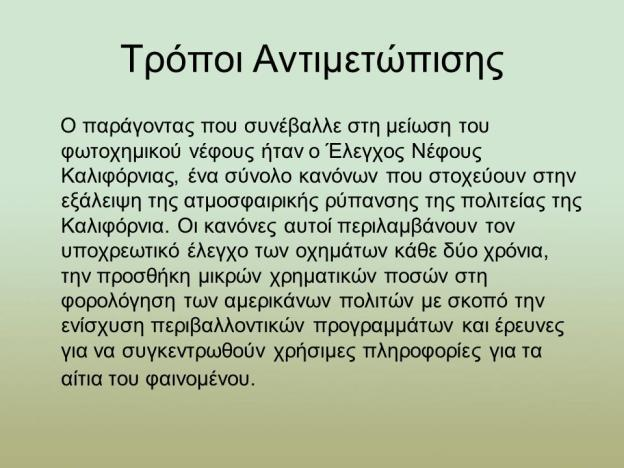 Τρόποι Αντιμετώπισης
Ο παράγοντας που συνέβαλλε στη μείωση του
φωτοχημικού νέφους ήταν ο Έλεγχος Νέφους
Καλιφόρνιας, ένα σύνολο κανόνων που στοχεύουν στην
εξάλειψη της ατμοσφαιρικής ρύπανσης της πολιτείας της
Καλιφόρνια. Οι κανόνες αυτοί περιλαμβάνουν τον
υποχρεωτικό έλεγχο των οχημάτων κάθε δύο χρόνια,
την προσθήκη μικρών χρηματικών ποσών στη
φορολόγηση των αμερικάνων πολιτών με σκοπό την
ενίσχυση περιβαλλοντικών προγραμμάτων και έρευνες
για να συγκεντρωθούν χρήσιμες πληροφορίες για τα
αίτια του φαινομένου.